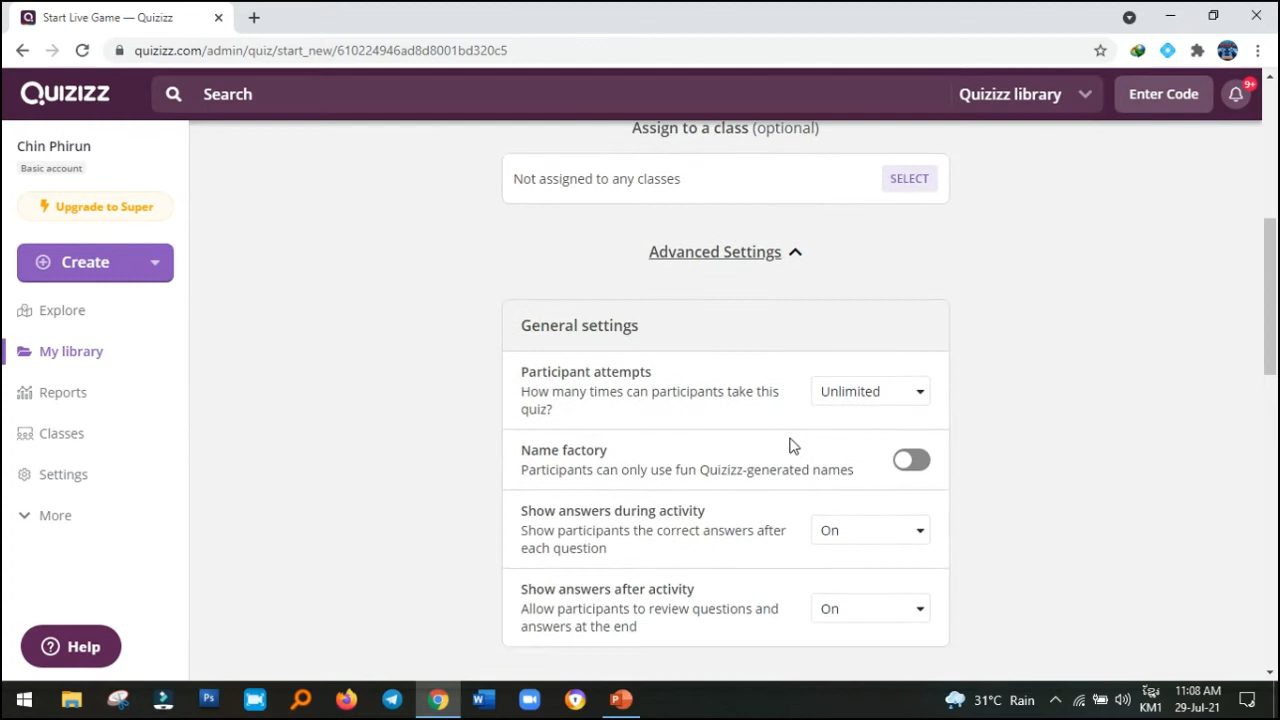 Start Live Game — Quizizz
quizizz.com/admin/quiz/start_new/610224946ad8d8001bd320c5
QUIZIZZ
Search
Quizizz library
Enter Code
9+
Chin Phirun
Basic account
Upgrade to Super
Create
Explore
My library
Reports
Classes
Settings
More
Help
Assign to a class (optional)
Not assigned to any classes
SELECT
Advanced Settings
General settings
Participant attempts
How many times can participants take this
quiz?
Unlimited
Name factory
Participants can only use fun Quizizz-generated names
Show answers during activity
Show participants the correct answers after
each question
On
Show answers after activity
Allow participants to review questions and
answers at the end
On
31°C Rain
ខ្មែរ
KM1
11:08 AM
29-Jul-21